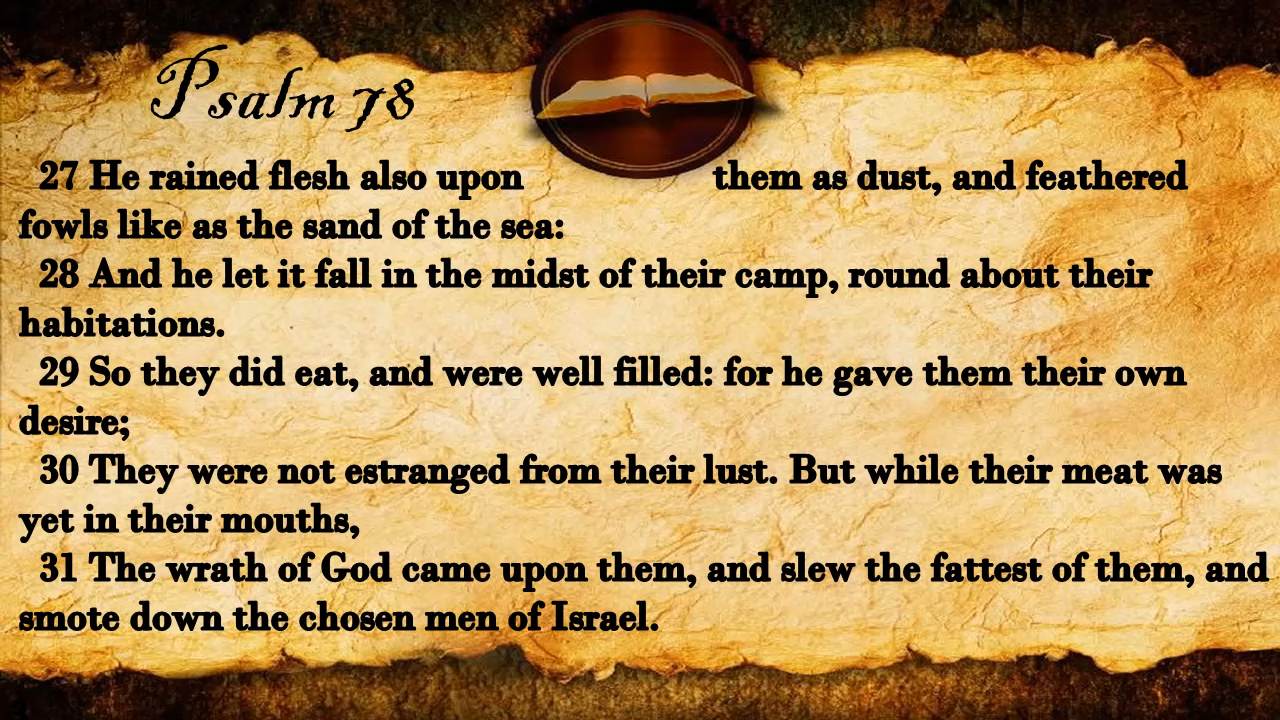 Psalm 78
27 He rained flesh also upon them as dust, and feathered
fowls like as the sand of the sea:
28 And he let it fall in the midst of their camp, round about their
habitations.
29 So they did eat, and were well filled: for he gave them their own
desire;
30 They were not estranged from their lust. But while their meat was
yet in their mouths,
31 The wrath of God came upon them, and slew the fattest of them, and
smote down the chosen men of Israel.